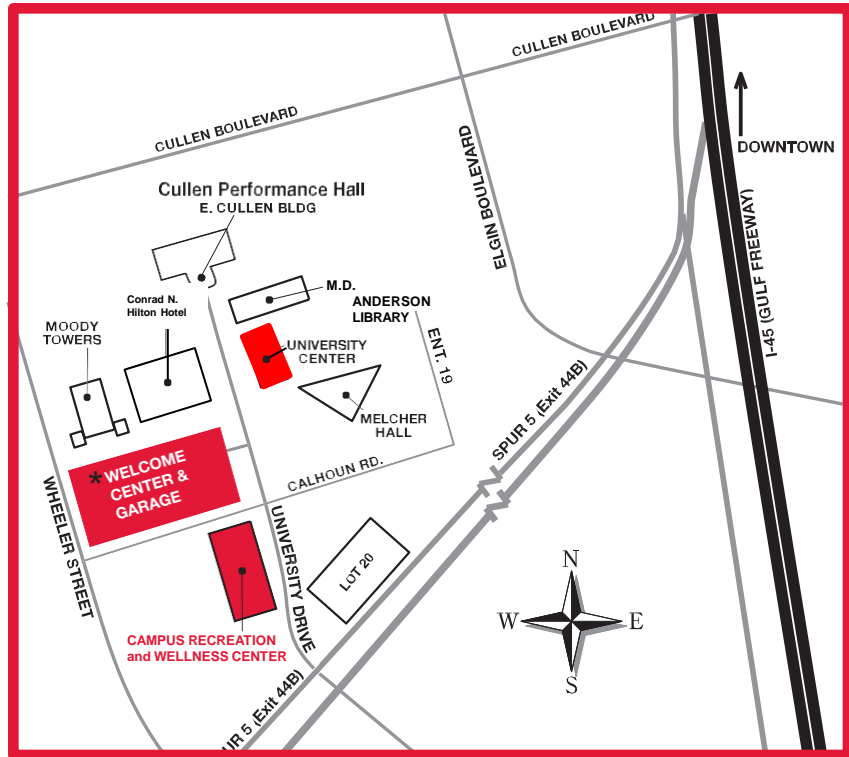 CULLEN BOULEVARD
CULLEN BOULEVARD
DOWNTOWN
ELGIN BOULEVARD
Cullen Performance Hall
E. CULLEN BLDG
I-45 (GULF FREEWAY)
M.D.
ANDERSON
LIBRARY
Conrad N.
Hilton Hotel
MOODY
TOWERS
UNIVERSITY
CENTER
ENT. 19
MELCHER
HALL
SPUR 5 (Exit 44B)
CALHOUN RD.
*WELCOME
CENTER &
GARAGE
WHEELER STREET
UNIVERSITY DRIVE
LOT 20
N
W E
S
CAMPUS RECREATION
and WELLNESS CENTER
UR 5 (Exit 44B)